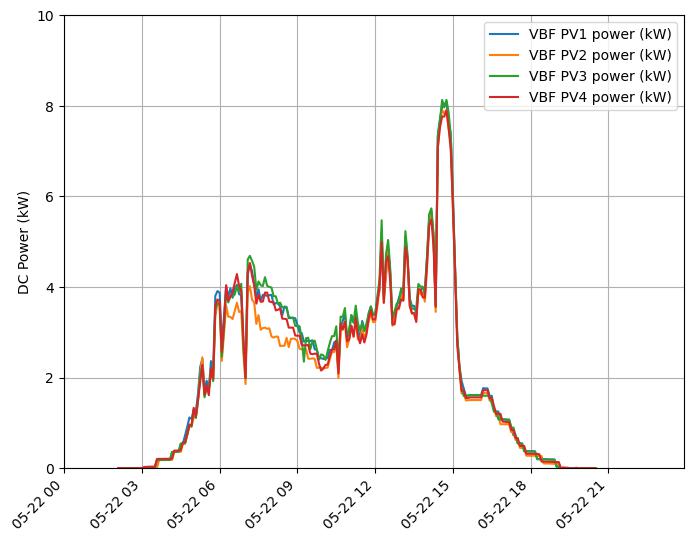 10
8
6
4
2
0
DC Power (kW)
VBF PV1 power (kW)
VBF PV2 power (kW)
VBF PV3 power (kW)
VBF PV4 power (kW)
05-22 00
05-22 03
05-22 06
05-22 09
05-22 12
05-22 15
05-22 18
05-22 21